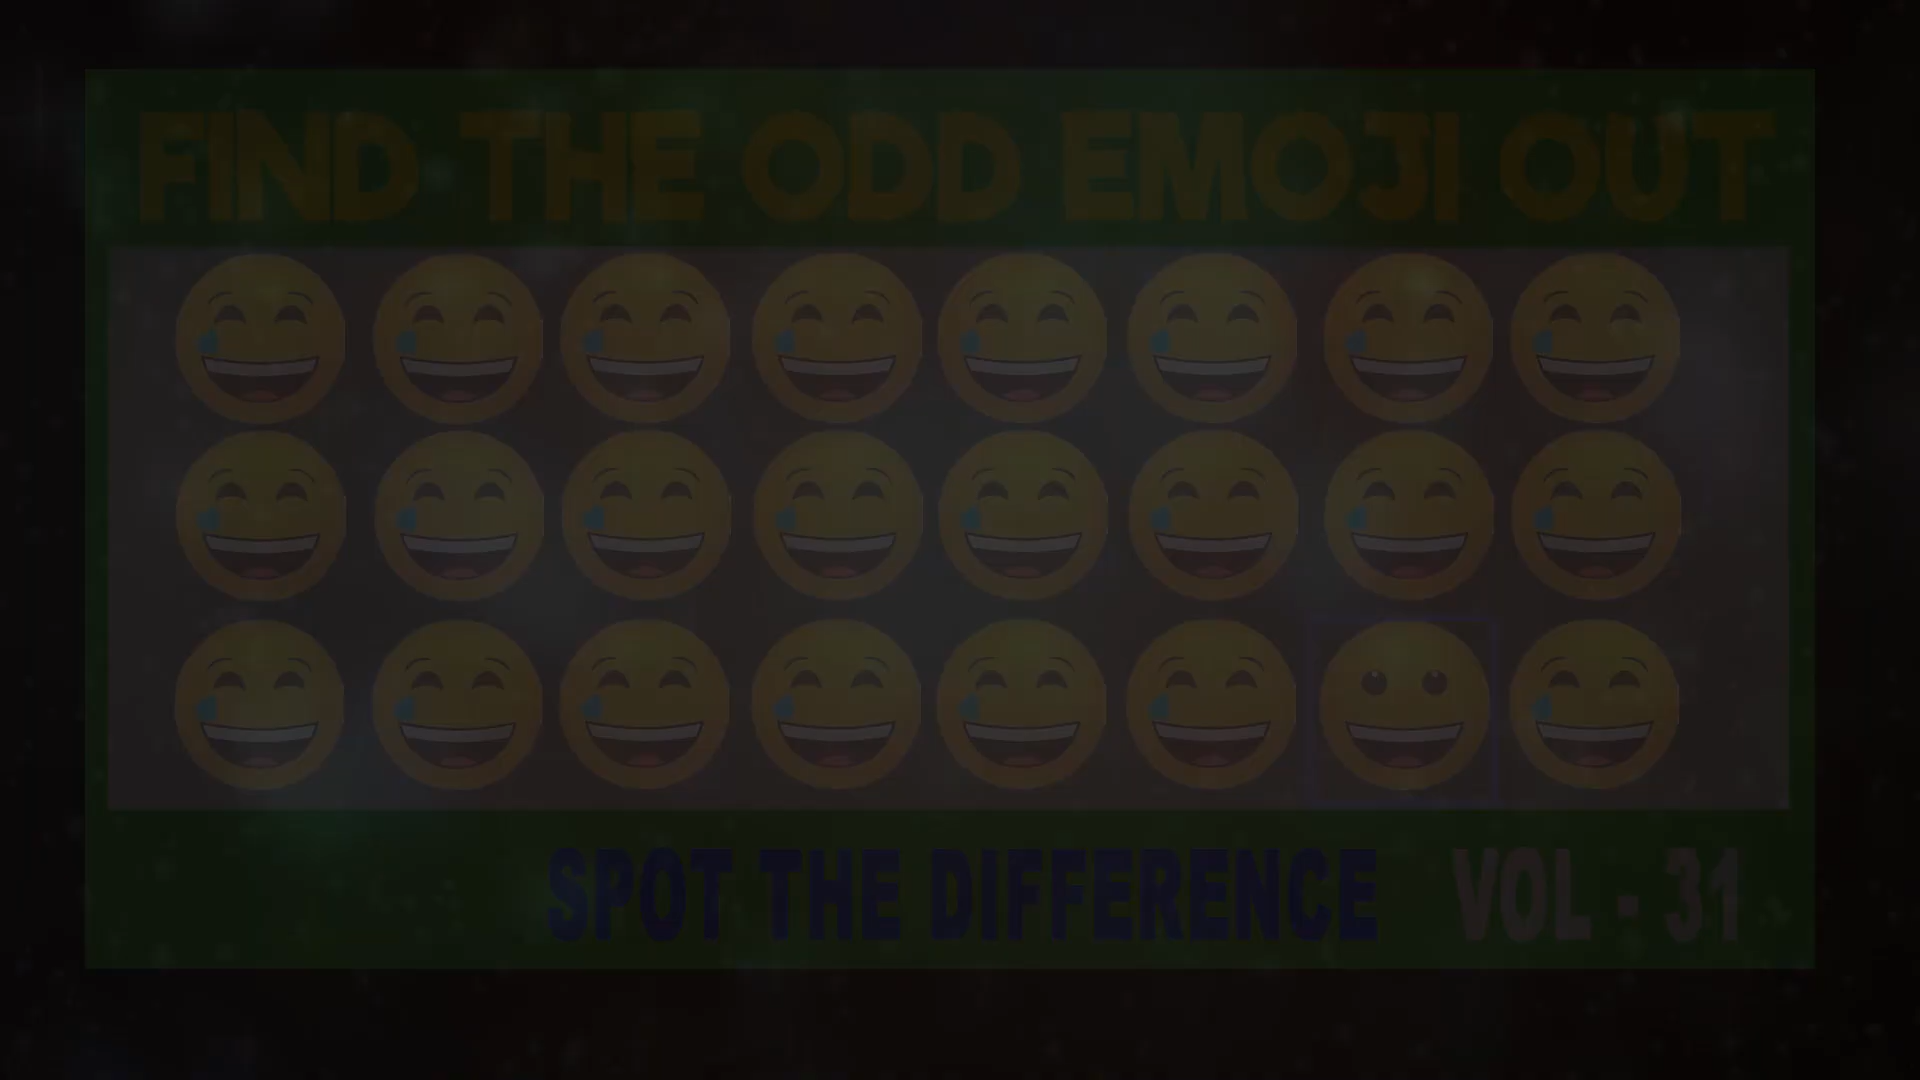 FIND THE ODD EMOJI OUT
SPOT THE DIFFERENCE VOL - 31